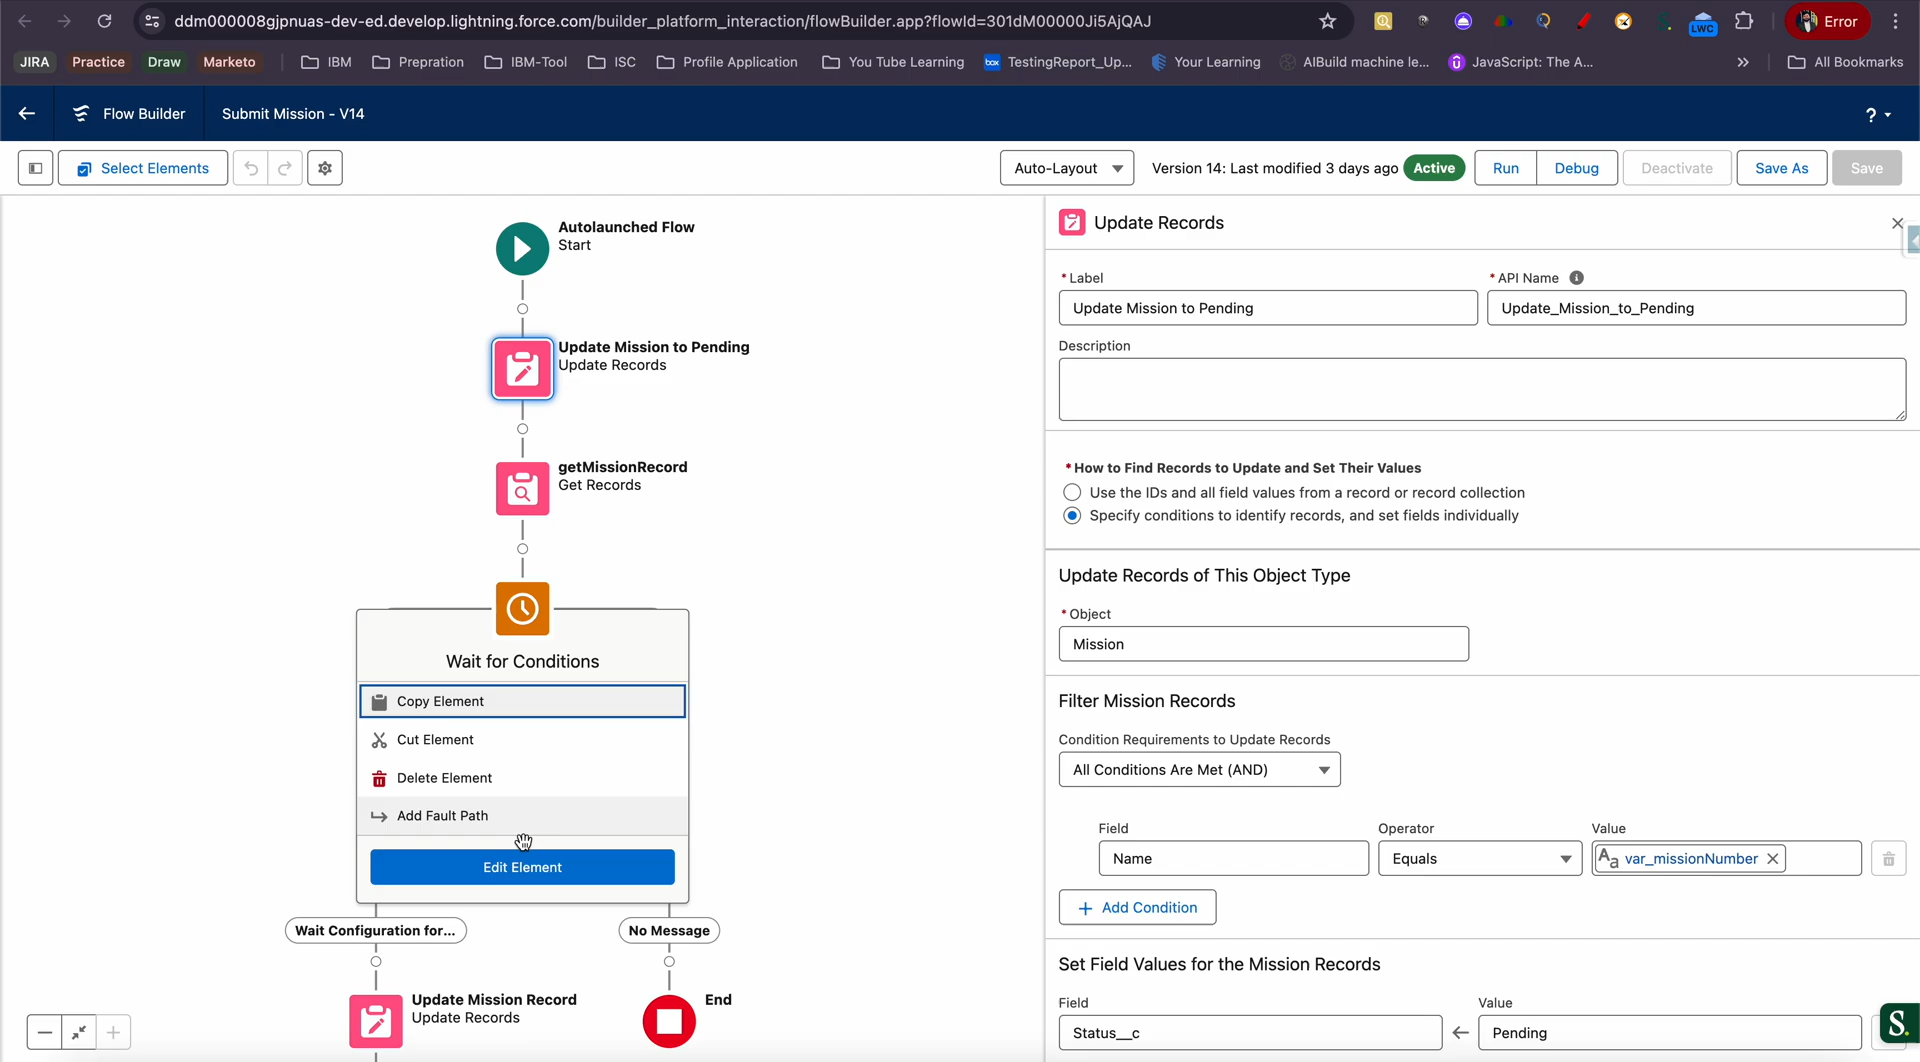 ddm000008gjpnuas-dev-ed.develop.lightning.force.com/builder_platform_interaction/flowBuilder.app?flowId=301dM00000Ji5AjQAJ
LWC
Error
JIRA
Practice
Draw
Marketo
IBM
Prepration
IBM-Tool
ISC
Profile Application
You Tube Learning
box
TestingReport_Up...
Your Learning
AIBuild machine le...
JavaScript: The A...
All Bookmarks
Flow Builder
Submit Mission - V14
?
Select Elements
Auto-Layout
Version 14: Last modified 3 days ago
Active
Run
Debug
Deactivate
Save As
Save
Autolaunched Flow
Start
Update Mission to Pending
Update Records
getMissionRecord
Get Records
Wait for Conditions
Copy Element
Cut Element
Delete Element
Add Fault Path
Edit Element
Wait Configuration for...
No Message
Update Mission Record
Update Records
End
Update Records
* Label
* API Name
Update Mission to Pending
Update_Mission_to_Pending
Description
* How to Find Records to Update and Set Their Values
Use the IDs and all field values from a record or record collection
Specify conditions to identify records, and set fields individually
Update Records of This Object Type
* Object
Mission
Filter Mission Records
Condition Requirements to Update Records
All Conditions Are Met (AND)
Field
Operator
Value
Name
Equals
Aa var_missionNumber
+ Add Condition
Set Field Values for the Mission Records
Field
Value
Status__c
Pending
S.